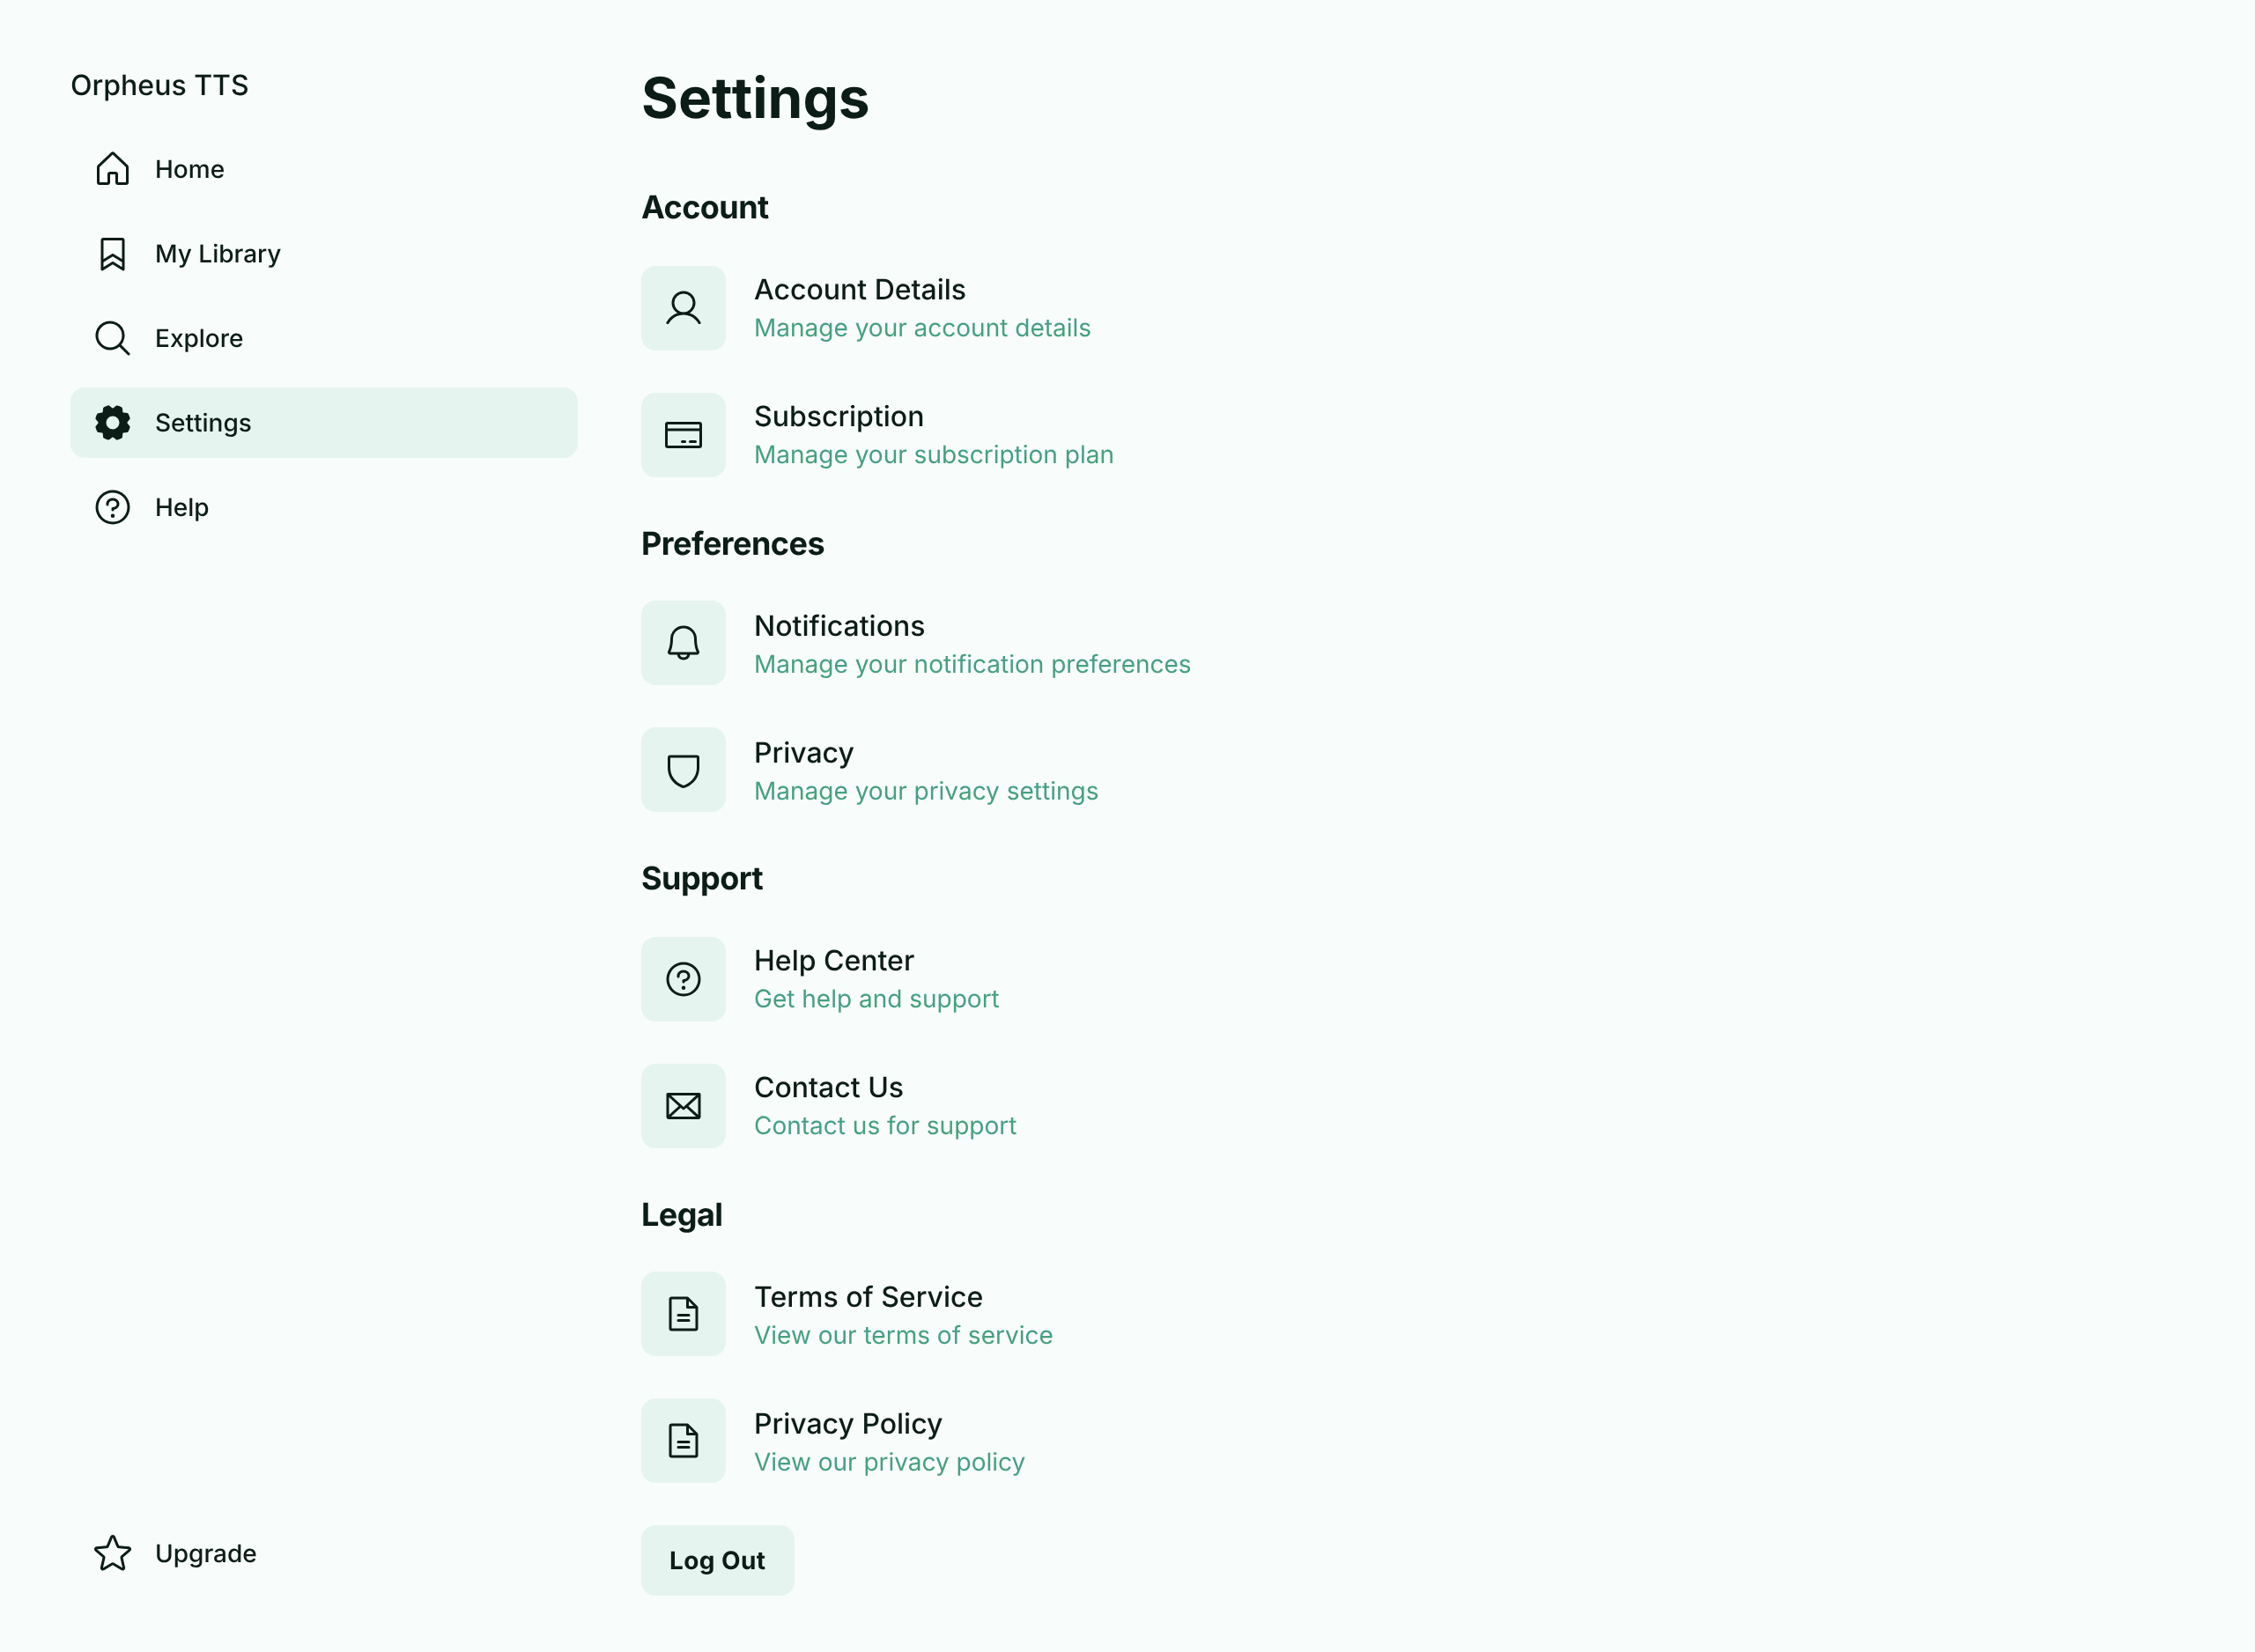 Orpheus TTS
Home
My Library
Explore
Settings
Help
Upgrade
Settings
Account
Account Details
Manage your account details
Subscription
Manage your subscription plan
Preferences
Notifications
Manage your notification preferences
Privacy
Manage your privacy settings
Support
Help Center
Get help and support
Contact Us
Contact us for support
Legal
Terms of Service
View our terms of service
Privacy Policy
View our privacy policy
Log Out